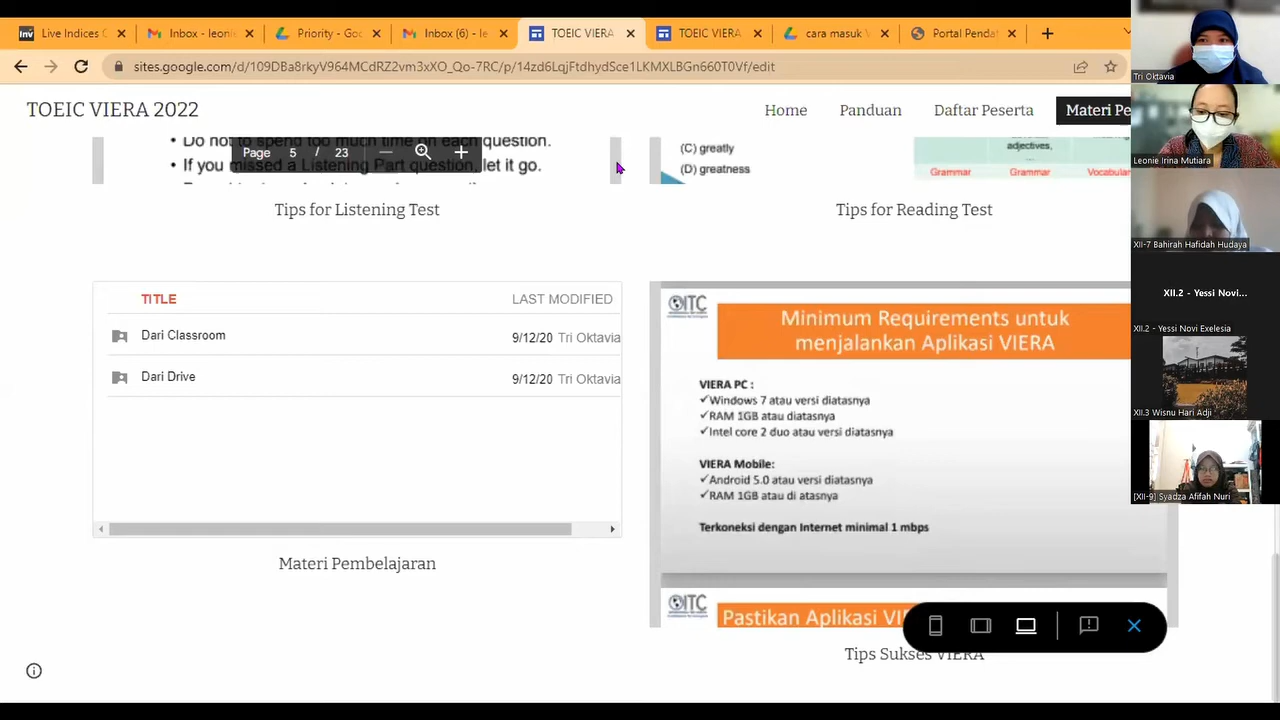 Live Indices
Inbox - leoni
Priority - Goo
Inbox (6) - le
TOEIC VIERA
TOEIC VIERA
cara masuk
Portal Pendaf
sites.google.com/d/109DBa8rkyV964MCdRZ2vm3xXO_Qo-7RC/p/14zd6LqjFtdhydSce1LKMXLBGn660T0Vf/edit
TOEIC VIERA 2022
Home
Panduan
Daftar Peserta
Materi Pe
• Do not to spend too much time on each question.
Page 5 / 23
• If you missed a Listening Part question, let it go.
(C) greatly
(D) greatness
adjectives,
...
Grammar
Grammar
Vocabular
Tips for Listening Test
Tips for Reading Test
TITLE
LAST MODIFIED
Dari Classroom
9/12/20 Tri Oktavia
Dari Drive
9/12/20 Tri Oktavia
Materi Pembelajaran
ITC
Minimum Requirements untuk
menjalankan Aplikasi VIERA
VIERA PC :
✓Windows 7 atau versi diatasnya
✓RAM 1GB atau diatasnya
✓Intel core 2 duo atau versi diatasnya
VIERA Mobile:
✓Android 5.0 atau versi diatasnya
✓RAM 1GB atau di atasnya
Terkoneksi dengan Internet minimal 1 mbps
ITC
Pastikan Aplikasi VI
Tips Sukses VIERA
Tri Oktavia
Leonie Irina Mutiara
XII-7 Bahirah Hafidah Hudaya
XII.2 - Yessi Novi...
XII.2 - Yessi Novi Exelesia
XII.3 Wisnu Hari Adji
[XII-9] Syadza Afifah Nuri